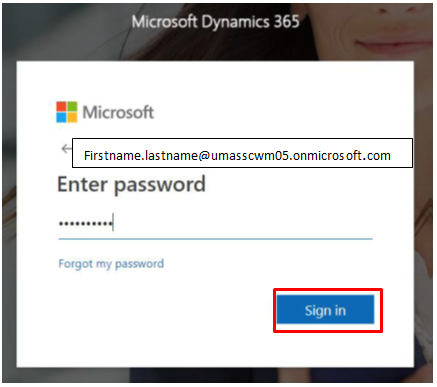 Microsoft Dynamics 365
Microsoft
Firstname.lastname@umasscwm05.onmicrosoft.com
Enter password
••••••••••
Forgot my password
Sign in